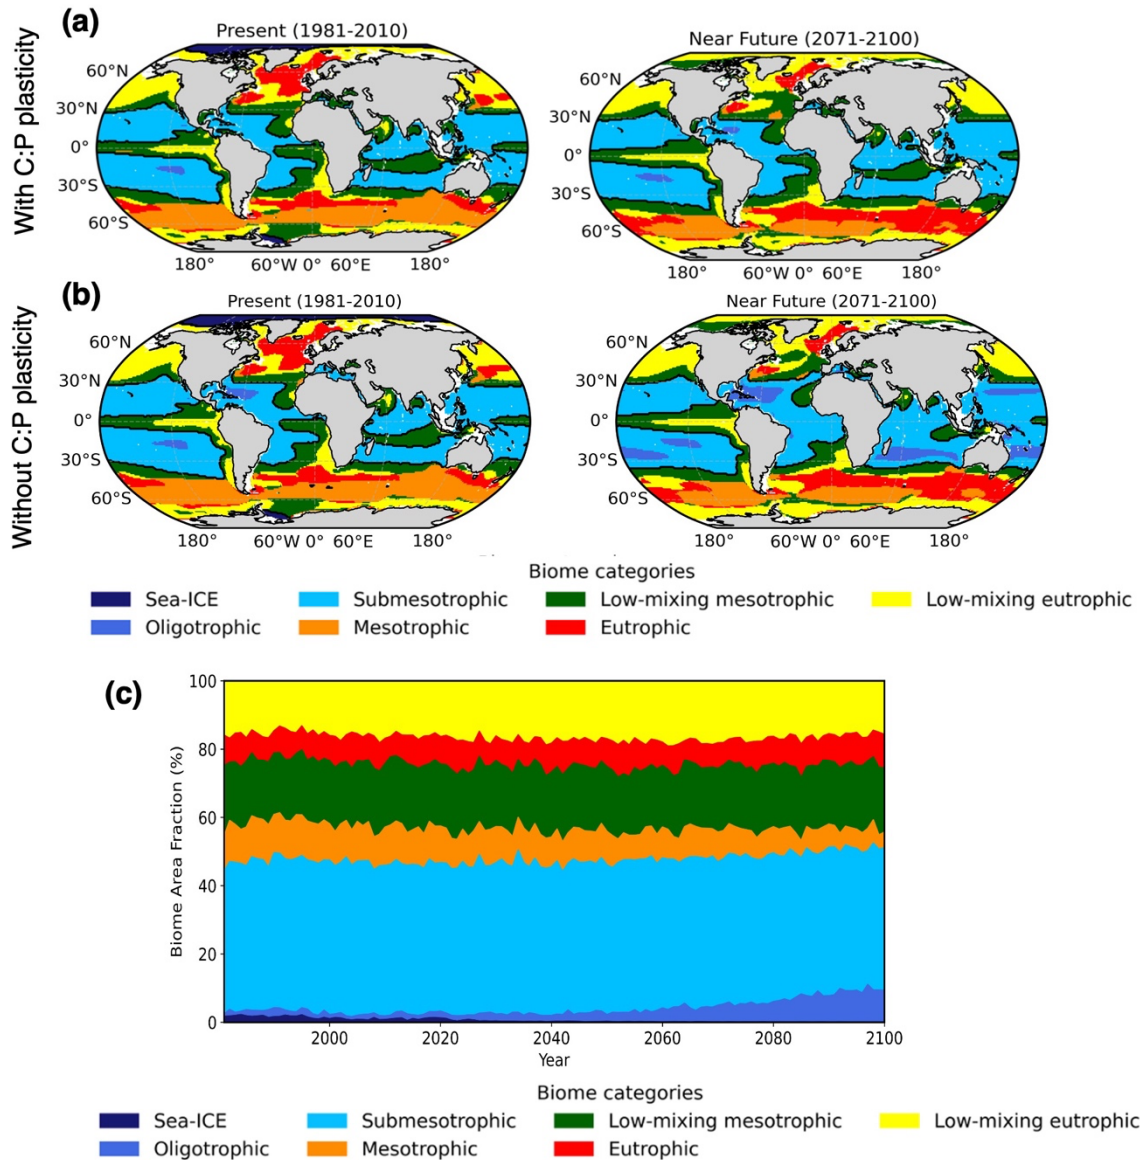 (a)
With C:P plasticity
Present (1981-2010)
Near Future (2071-2100)
60°N
30°N
0°
30°S
60°S
180°
60°W 0° 60°E
180°
60°N
30°N
0°
30°S
60°S
180°
60°W 0° 60°E
180°
(b)
Without C:P plasticity
Present (1981-2010)
Near Future (2071-2100)
60°N
30°N
0°
30°S
60°S
180°
60°W 0° 60°E
180°
60°N
30°N
0°
30°S
60°S
180°
60°W 0° 60°E
180°
Biome categories
Sea-ICE
Submesotrophic
Low-mixing mesotrophic
Low-mixing eutrophic
Oligotrophic
Mesotrophic
Eutrophic
(c)
Biome Area Fraction (%)
100
80
60
40
20
0
2000
2020
2040
2060
2080
2100
Year
Biome categories
Sea-ICE
Submesotrophic
Low-mixing mesotrophic
Low-mixing eutrophic
Oligotrophic
Mesotrophic
Eutrophic